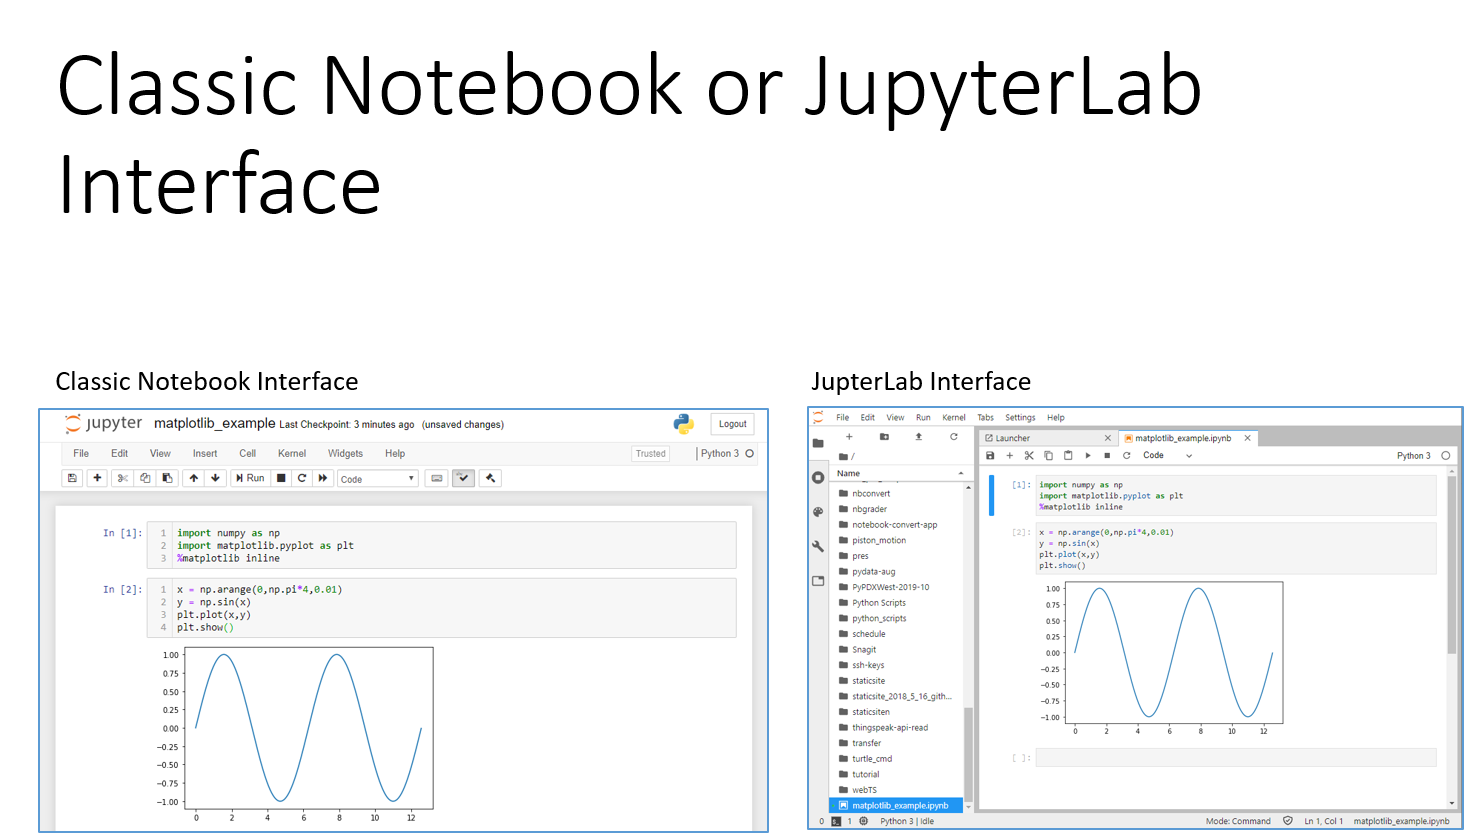 Classic Notebook or JupyterLab
Interface
Classic Notebook Interface
jupyter matplotlib_example Last Checkpoint: 3 minutes ago (unsaved changes)
Logout
File Edit View Insert Cell Kernel Widgets Help
Trusted
Python 3
Run
Code
In [1]:
1 import numpy as np
2 import matplotlib.pyplot as plt
3 %matplotlib inline
In [2]:
1 x = np.arange(0,np.pi*4,0.01)
2 y = np.sin(x)
3 plt.plot(x,y)
4 plt.show()
1.00
0.75
0.50
0.25
0.00
−0.25
−0.50
−0.75
−1.00
0 2 4 6 8 10 12
JupterLab Interface
File Edit View Run Kernel Tabs Settings Help
/
Name
nbconvert
nbgrader
notebook-convert-app
piston_motion
pres
pydata-aug
PyPDXWest-2019-10
Python Scripts
python_scripts
schedule
Snagit
ssh-keys
staticsite
staticsite_2018_5_16_gith...
staticsiten
thingspeak-api-read
transfer
turtle_cmd
tutorial
webTS
matplotlib_example.ipynb
Launcher
matplotlib_example.ipynb
Code
Python 3
[1]:
import numpy as np
import matplotlib.pyplot as plt
%matplotlib inline
[2]:
x = np.arange(0,np.pi*4,0.01)
y = np.sin(x)
plt.plot(x,y)
plt.show()
1.00
0.75
0.50
0.25
0.00
−0.25
−0.50
−0.75
−1.00
0 2 4 6 8 10 12
[ ]:
0 1 Python 3 | Idle
Mode: Command
Ln 1, Col 1
matplotlib_example.ipynb